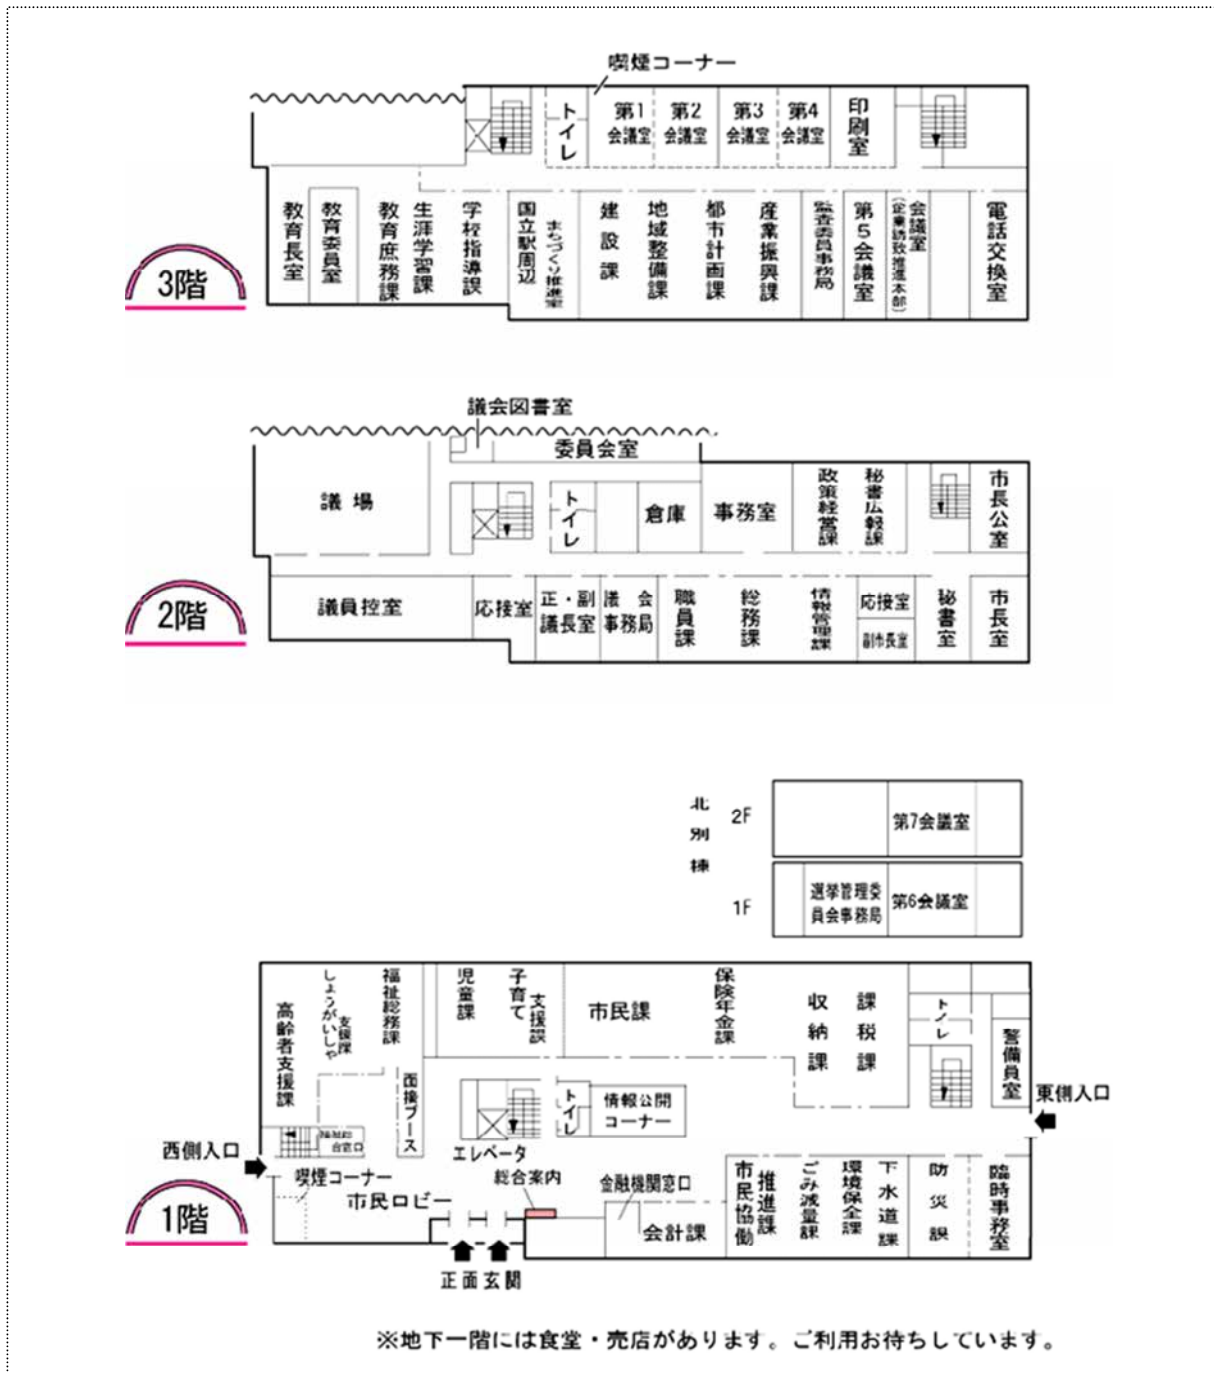 喫煙コーナー
トイレ
第1
会議室
第2
会議室
第3
会議室
第4
会議室
印刷室
教育長室
教育委員室
教育庶務課
生涯学習課
学校指導課
国立駅周辺
まちづくり推進室
建設課
地域整備課
都市計画課
産業振興課
監査委員事務局
第5会議室
会議室
(企業誘致推進本部)
電話交換室
3階
議会図書室
委員会室
議場
トイレ
倉庫
事務室
政策経営課
秘書広報課
市長公室
議員控室
応接室
正・副
議長室
議会
事務局
職員課
総務課
情報管理課
応接室
副市長室
秘書室
市長室
2階
北別棟
2F
第7会議室
1F
選挙管理委
員会事務局
第6会議室
高齢者支援課
しょうがいしゃ
支援課
福祉総務課
児童課
子育て
支援課
市民課
保険年金課
収納課
課税課
トイレ
警備員室
東側入口
面接ブース
トイレ
情報公開
コーナー
エレベータ
西側入口
喫煙コーナー
市民ロビー
総合案内
金融機関窓口
会計課
市民協働
推進課
ごみ減量課
環境保全課
下水道課
防災課
臨時事務室
1階
正面玄関
※地下一階には食堂・売店があります。ご利用お待ちしています。